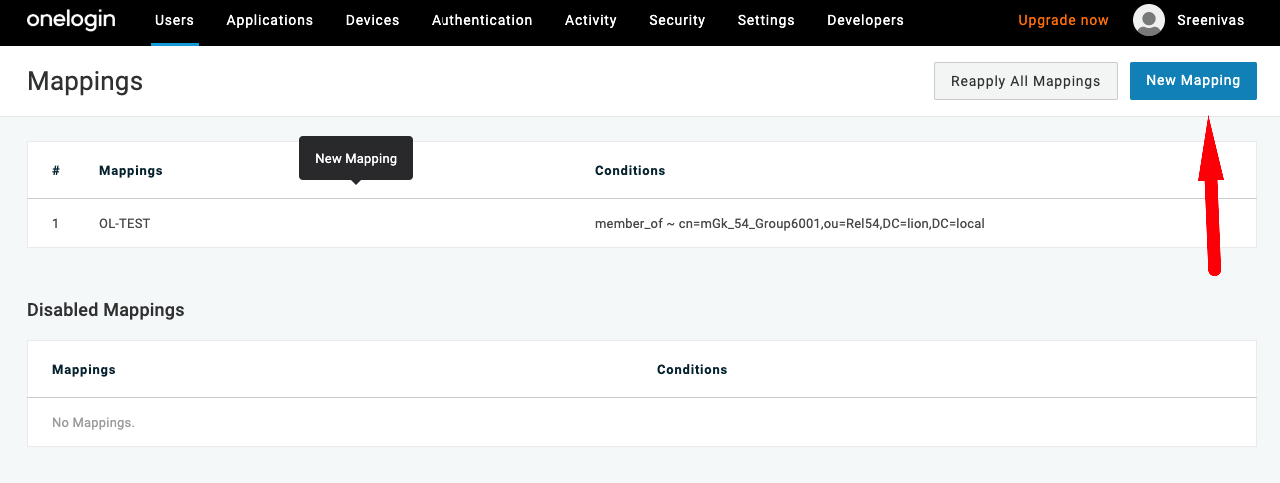 onelogin Users Applications Devices Authentication Activity Security Settings Developers Upgrade now Sreenivas
Mappings Reapply All Mappings New Mapping
New Mapping
# Mappings Conditions
1 OL-TEST member_of ~ cn=mGk_54_Group6001,ou=Rel54,DC=lion,DC=local
Disabled Mappings
Mappings Conditions
No Mappings.